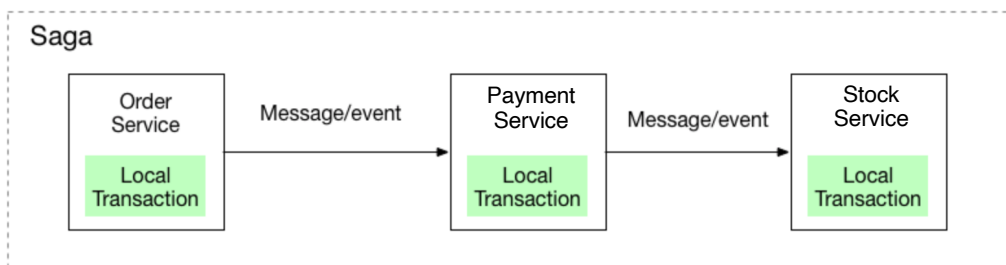 Saga
Order
Service
Local
Transaction
Message/event
Payment
Service
Local
Transaction
Message/event
Stock
Service
Local
Transaction